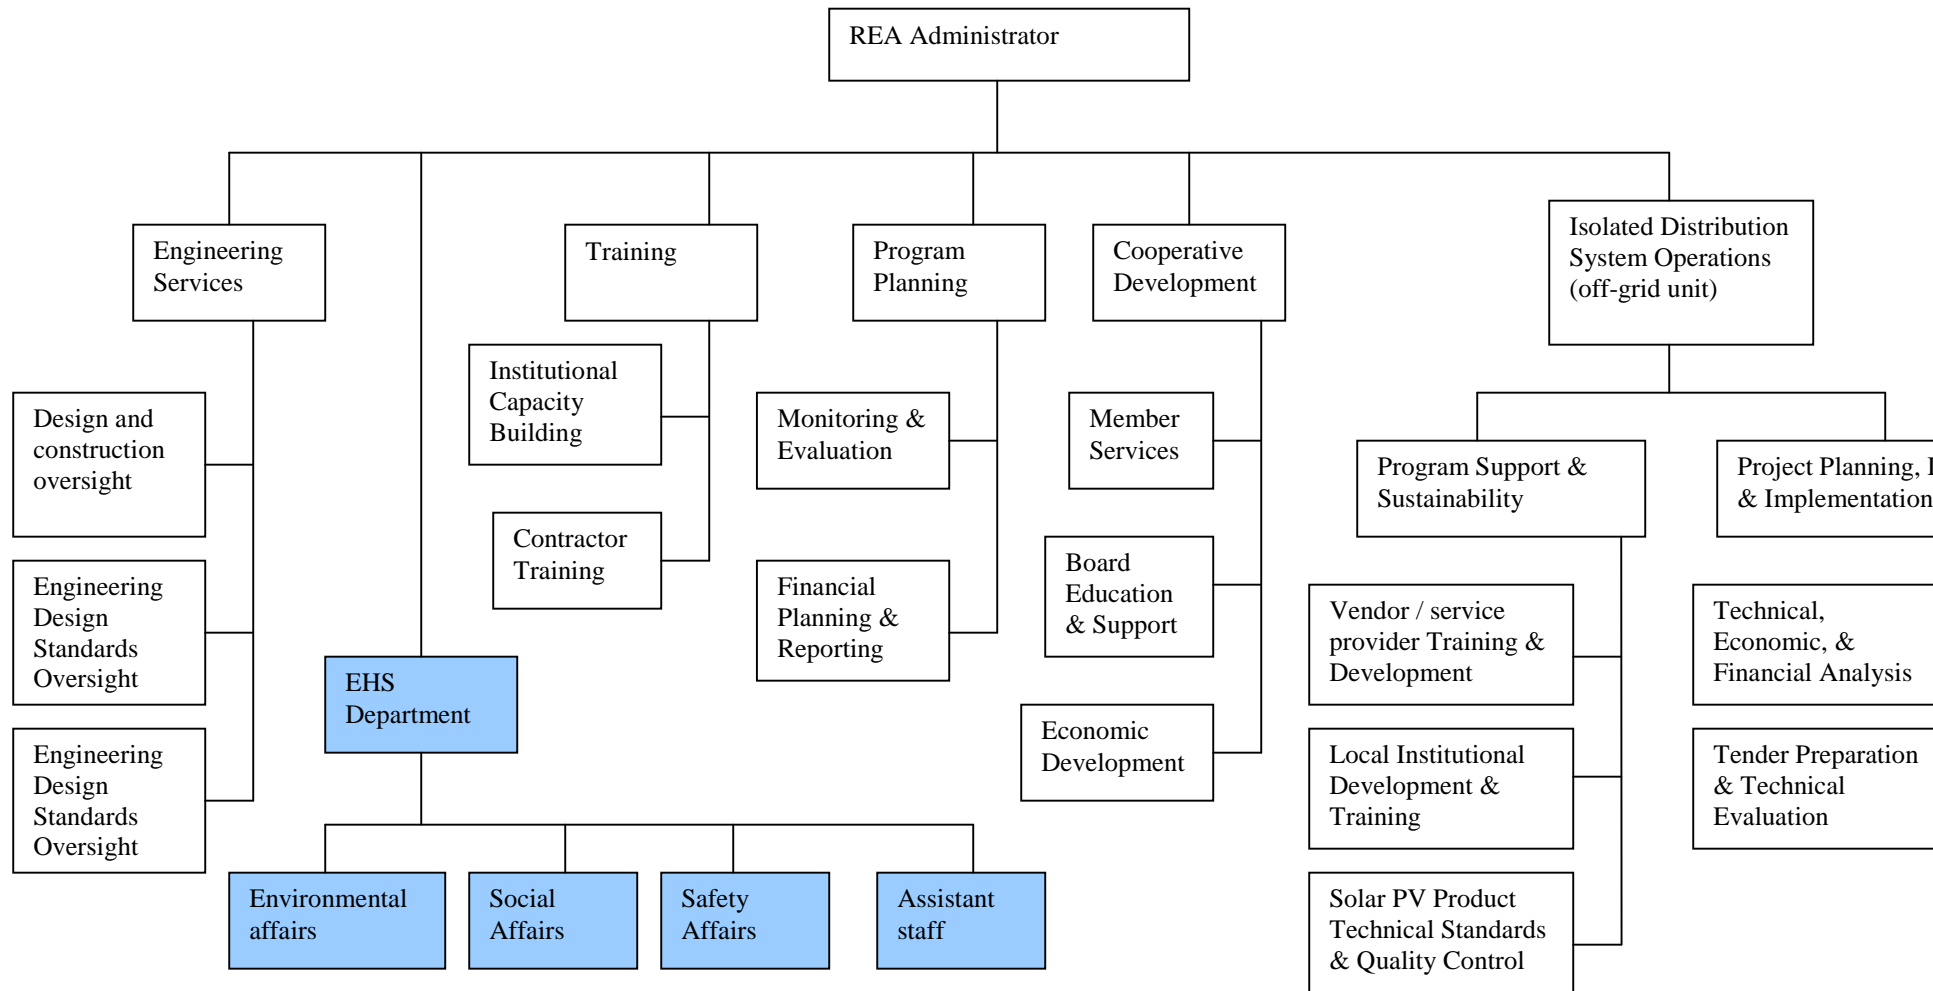 REA Administrator
Engineering
Services
Training
Program
Planning
Cooperative
Development
Isolated Distribution
System Operations
(off-grid unit)
Design and
construction
oversight
Engineering
Design
Standards
Oversight
Engineering
Design
Standards
Oversight
EHS
Department
Environmental
affairs
Social
Affairs
Safety
Affairs
Assistant
staff
Institutional
Capacity
Building
Contractor
Training
Monitoring &
Evaluation
Financial
Planning &
Reporting
Member
Services
Board
Education
& Support
Economic
Development
Program Support &
Sustainability
Vendor / service
provider Training &
Development
Local Institutional
Development &
Training
Solar PV Product
Technical Standards
& Quality Control
Project Planning,
& Implementation
Technical,
Economic, &
Financial Analysis
Tender Preparation
& Technical
Evaluation